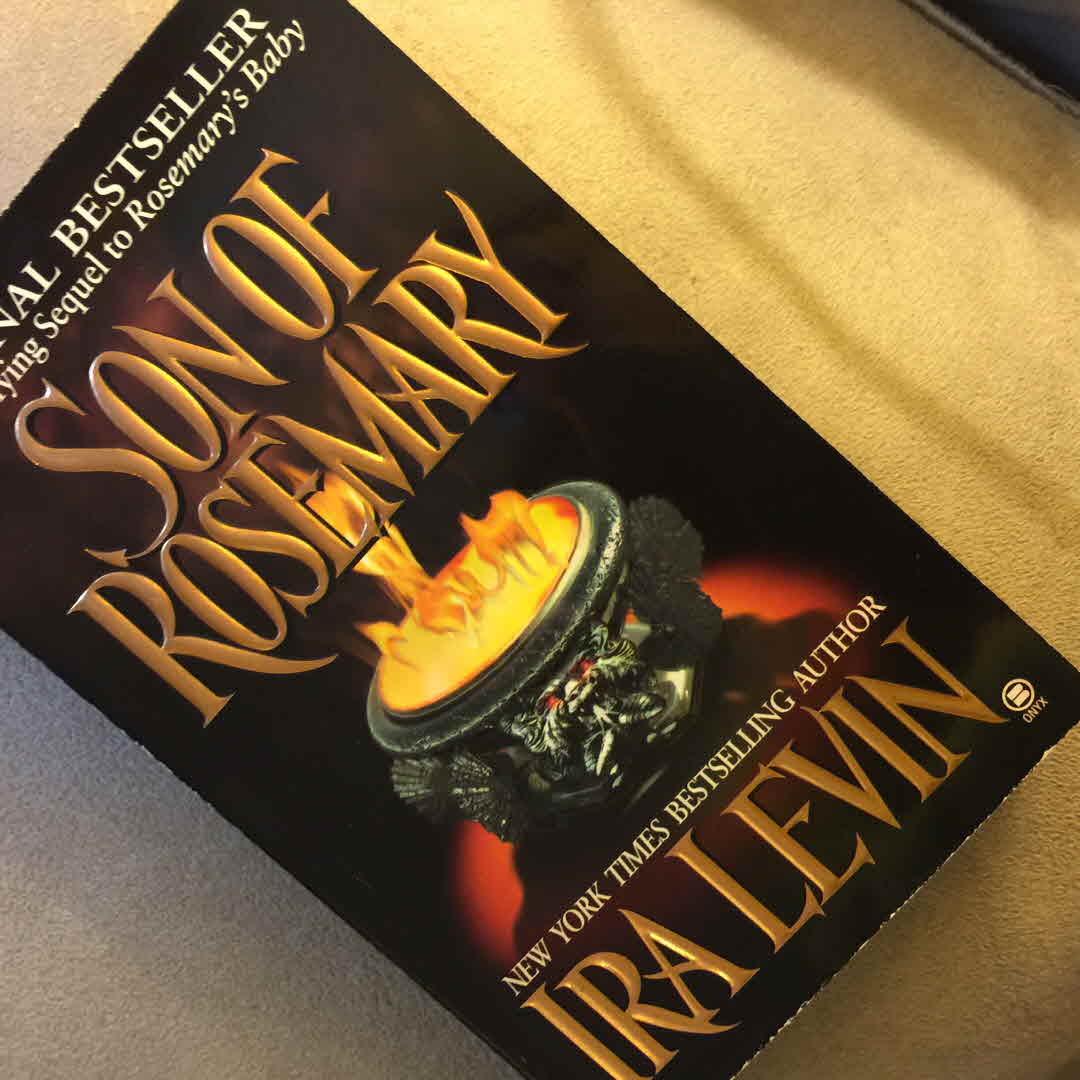 NAL BESTSELLER
ying Sequel to Rosemary's Baby
SON OF
ROSEMARY
NEW YORK TIMES BESTSELLING AUTHOR
IRA LEVIN
ONYX